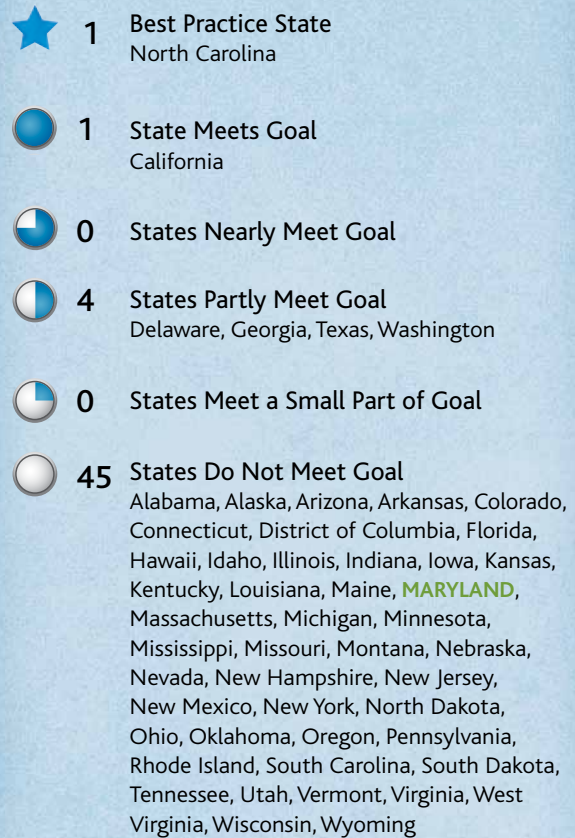 1 Best Practice State
North Carolina
1 State Meets Goal
California
0 States Nearly Meet Goal
4 States Partly Meet Goal
Delaware, Georgia, Texas, Washington
0 States Meet a Small Part of Goal
45 States Do Not Meet Goal
Alabama, Alaska, Arizona, Arkansas, Colorado,
Connecticut, District of Columbia, Florida,
Hawaii, Idaho, Illinois, Indiana, Iowa, Kansas,
Kentucky, Louisiana, Maine, MARYLAND,
Massachusetts, Michigan, Minnesota,
Mississippi, Missouri, Montana, Nebraska,
Nevada, New Hampshire, New Jersey,
New Mexico, New York, North Dakota,
Ohio, Oklahoma, Oregon, Pennsylvania,
Rhode Island, South Carolina, South Dakota,
Tennessee, Utah, Vermont, Virginia, West
Virginia, Wisconsin, Wyoming